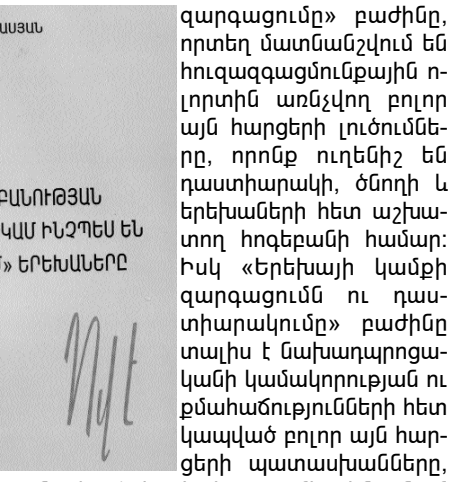 ԱՍՅԱՆ
ԲԱՆՈՒԹՅԱՆ
ԿԱՄ ԻՆՉՊԵՍ ԵՆ
» ԵՐԵԽԱՆԵՐԸ
զարգացումը» բաժինը,
որտեղ մատնանշվում են
հուզազգացմունքային ո-
լորտին առնչվող բոլոր
այն հարցերի լուծումնե-
րը, որոնք ուղենիշ են
դաստիարակի, ծնողի և
երեխաների հետ աշխա-
տող հոգեբանի համար:
Իսկ «Երեխայի կամքի
զարգացումն ու դաս-
տիարակումը» բաժինը
տալիս է նախադպրոցա-
կանի կամակորության ու
քմահաճությունների հետ
կապված բոլոր այն հար-
ցերի պատասխանները,